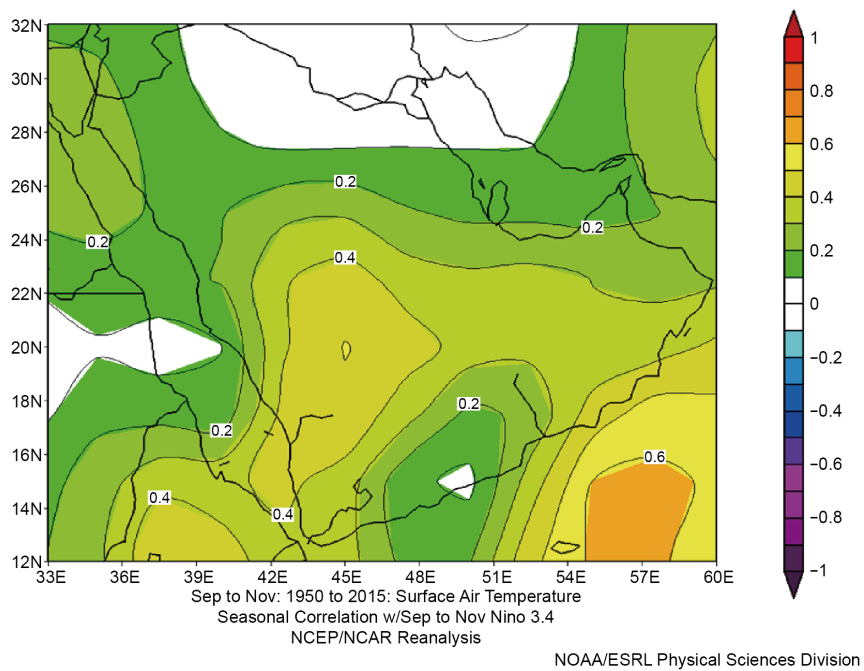 32N
30N
28N
26N
24N
22N
20N
18N
16N
14N
12N
33E 36E 39E 42E 45E 48E 51E 54E 57E 60E
0.2
0.2
0.2
0.4
0.2
0.2
0.6
0.4
0.4
1
0.8
0.6
0.4
0.2
0
−0.2
−0.4
−0.6
−0.8
−1
Sep to Nov: 1950 to 2015: Surface Air Temperature
Seasonal Correlation w/Sep to Nov Nino 3.4
NCEP/NCAR Reanalysis
NOAA/ESRL Physical Sciences Division